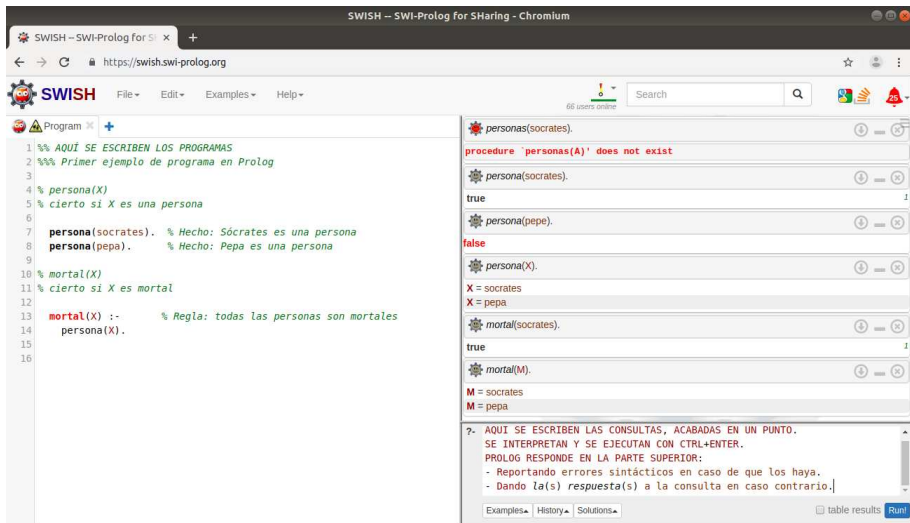 SWISH -- SWI-Prolog for SHaring - Chromium
SWISH -- SWI-Prolog for S
https://swish.swi-prolog.org
SWISH File Edit Examples Help
66 users online
Search
25
Program
1 %% AQUÍ SE ESCRIBEN LOS PROGRAMAS
2 %%% Primer ejemplo de programa en Prolog
3
4 % persona(X)
5 % cierto si X es una persona
6
7 persona(socrates). % Hecho: Sócrates es una persona
8 persona(pepa). % Hecho: Pepa es una persona
9
10 % mortal(X)
11 % cierto si X es mortal
12
13 mortal(X) :- % Regla: todas las personas son mortales
14 persona(X).
15
16
personas(socrates).
procedure `personas(A)' does not exist
persona(socrates).
true 1
persona(pepe).
false
persona(X).
X = socrates
X = pepa
mortal(socrates).
true 1
mortal(M).
M = socrates
M = pepa
?- AQUI SE ESCRIBEN LAS CONSULTAS, ACABADAS EN UN PUNTO.
SE INTERPRETAN Y SE EJECUTAN CON CTRL+ENTER.
PROLOG RESPONDE EN LA PARTE SUPERIOR:
- Reportando errores sintácticos en caso de que los haya.
- Dando la(s) respuesta(s) a la consulta en caso contrario.
Examples History Solutions table results Run!